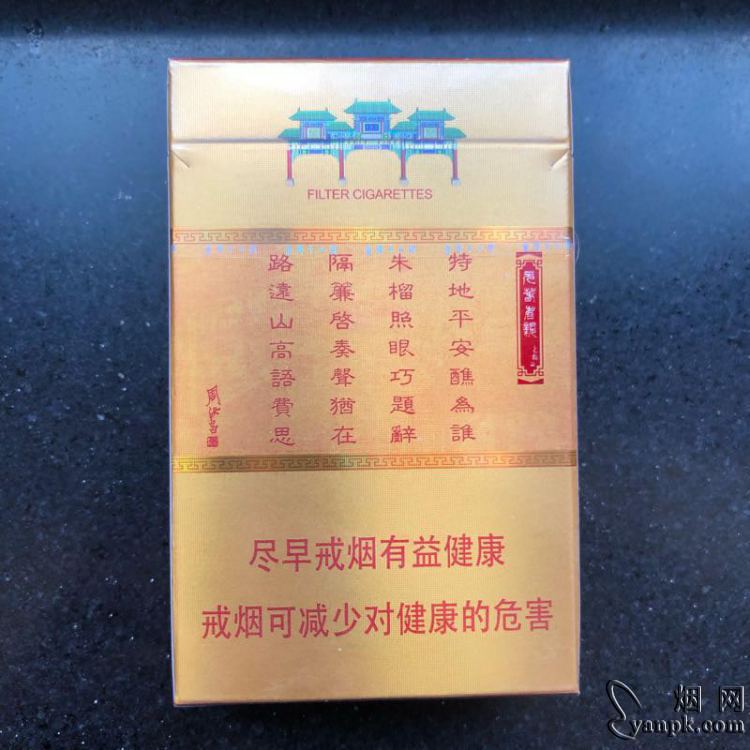 FILTER CIGARETTES
特地平安醮為誰
朱榴照眼巧題辭
隔簾啓奏聲猶在
路遠山高語費思
尽早戒烟有益健康
戒烟可减少对健康的危害
烟网
yanpk.com